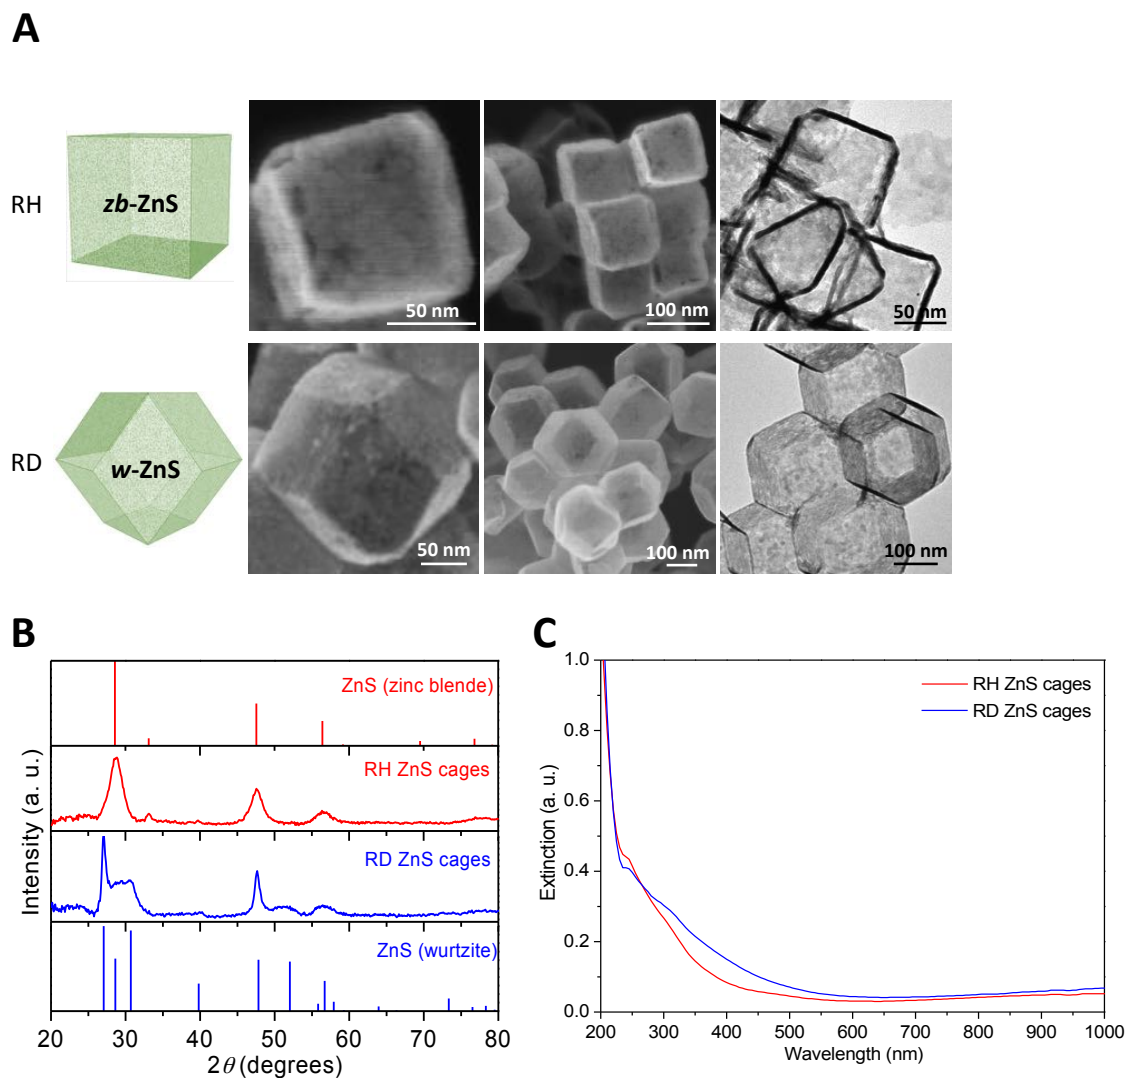 A
RH
zb-ZnS
50 nm
100 nm
50 nm
RD
w-ZnS
50 nm
100 nm
100 nm
B
Intensity (a. u.)
ZnS (zinc blende)
RH ZnS cages
RD ZnS cages
ZnS (wurtzite)
20 30 40 50 60 70 80
2θ (degrees)
C
Extinction (a. u.)
1.0
0.8
0.6
0.4
0.2
0.0
RH ZnS cages
RD ZnS cages
200 300 400 500 600 700 800 900 1000
Wavelength (nm)